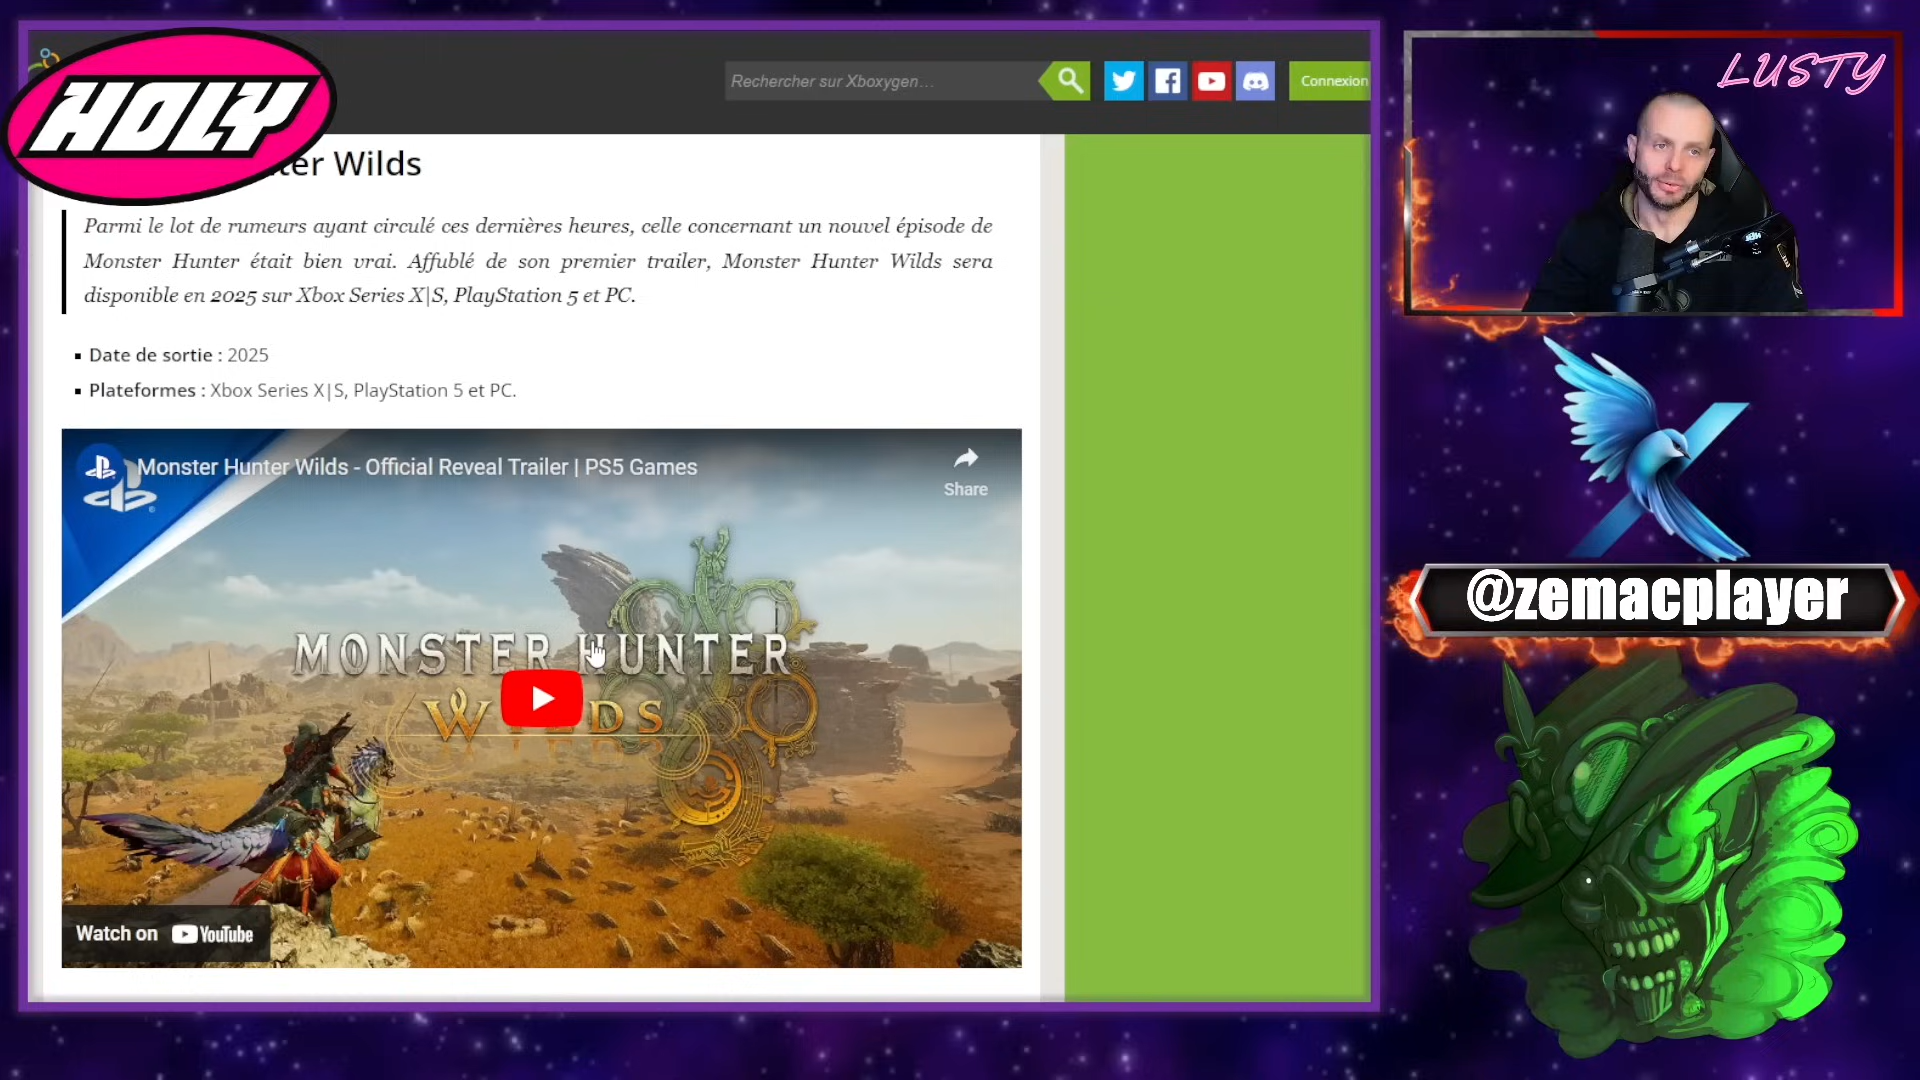 HOLY
Rechercher sur Xboxygen...
Connexion
LUSTY
ter Wilds
Parmi le lot de rumeurs ayant circulé ces dernières heures, celle concernant un nouvel épisode de
Monster Hunter était bien vrai. Affublé de son premier trailer, Monster Hunter Wilds sera
disponible en 2025 sur Xbox Series X|S, PlayStation 5 et PC.
▪ Date de sortie : 2025
▪ Plateformes : Xbox Series X|S, PlayStation 5 et PC.
Monster Hunter Wilds - Official Reveal Trailer | PS5 Games
Share
MONSTER HUNTER
W DS
Watch on YouTube
@zemacplayer